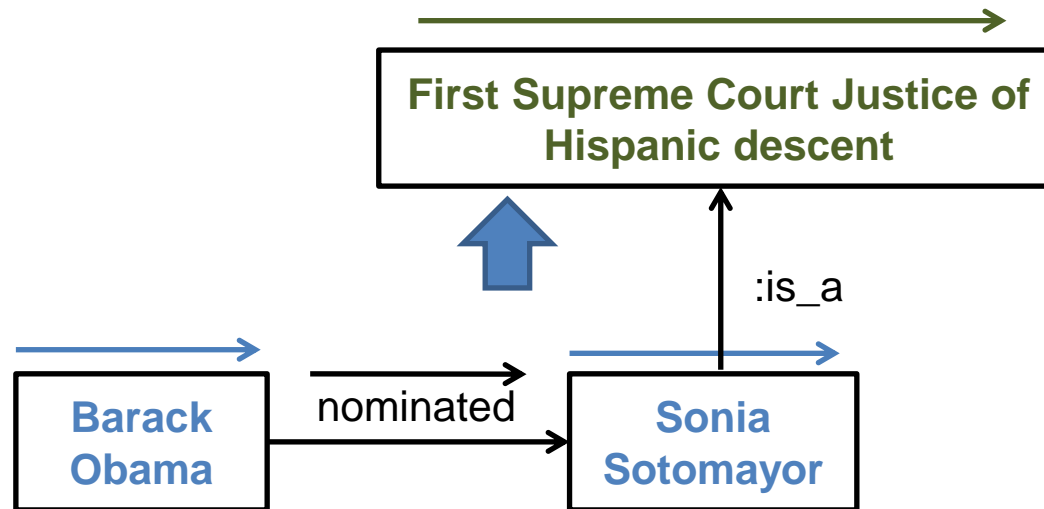 First Supreme Court Justice of
Hispanic descent
:is_a
nominated
Barack
Obama
Sonia
Sotomayor